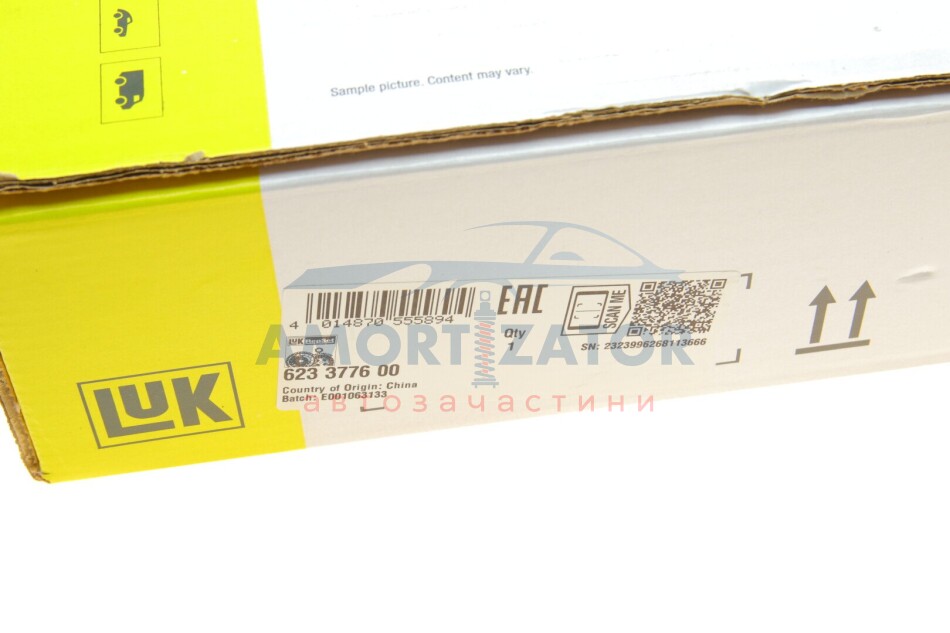 Sample picture. Content may vary.
4 014870 555894
EAC
Qty
1
SCAN ME
SN: 2323996268113666
LUK
623 3776 00
Country of Origin: China
Batch: E001063133
AMORTIZATOR
автозачастини
LUK